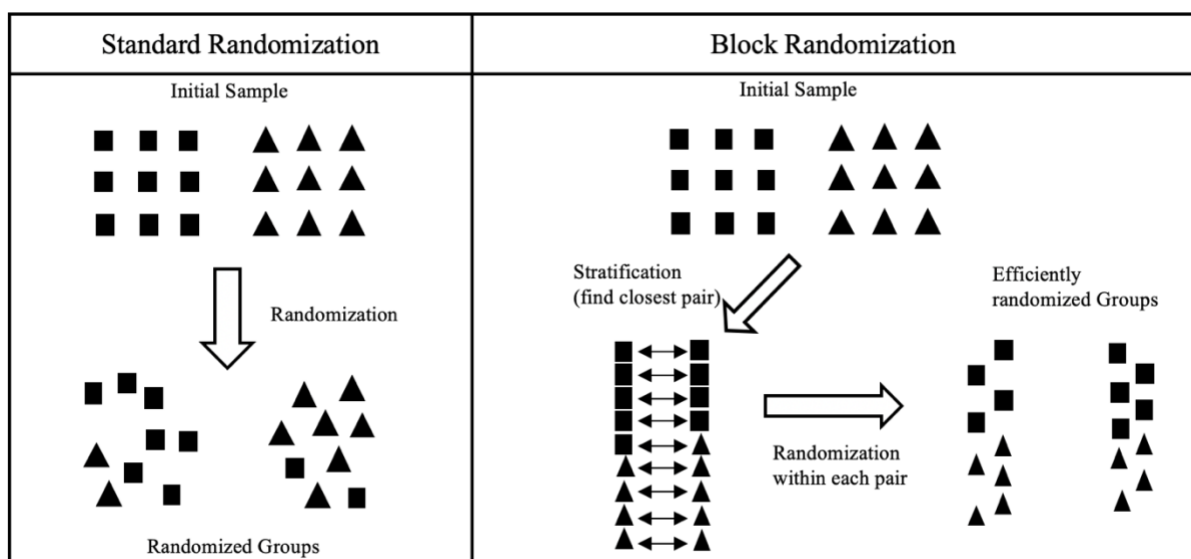 Standard Randomization
Initial Sample
Randomization
Randomized Groups
Block Randomization
Initial Sample
Stratification
(find closest pair)
Randomization
within each pair
Efficiently
randomized Groups